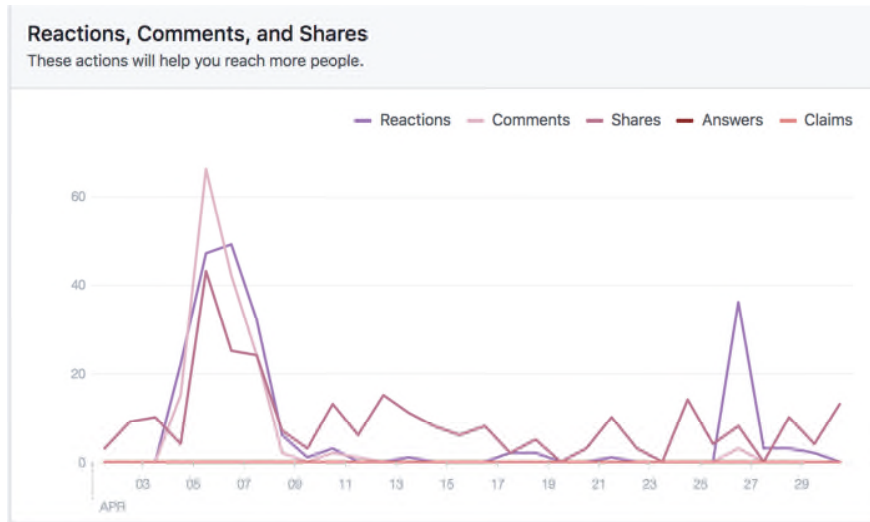 Reactions, Comments, and Shares
These actions will help you reach more people.
Reactions Comments Shares Answers Claims
60
40
20
0
03 05 07 09 11 13 15 17 19 21 23 25 27 29
APR